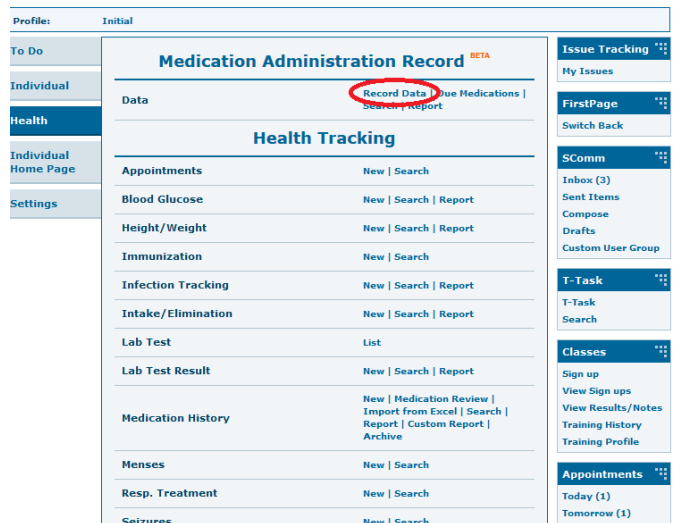 Profile: Initial
To Do
Individual
Health
Individual
Home Page
Settings
Medication Administration Record BETA
Data Record Data | Due Medications |
Search | Report
Health Tracking
Appointments New | Search
Blood Glucose New | Search | Report
Height/Weight New | Search | Report
Immunization New | Search
Infection Tracking New | Search | Report
Intake/Elimination New | Search | Report
Lab Test List
Lab Test Result New | Search | Report
Medication History New | Medication Review |
Import from Excel | Search |
Report | Custom Report |
Archive
Menses New | Search
Resp. Treatment New | Search
Seizures New | Search
Issue Tracking
My Issues
FirstPage
Switch Back
SComm
Inbox (3)
Sent Items
Compose
Drafts
Custom User Group
T-Task
T-Task
Search
Classes
Sign up
View Sign ups
View Results/Notes
Training History
Training Profile
Appointments
Today (1)
Tomorrow (1)